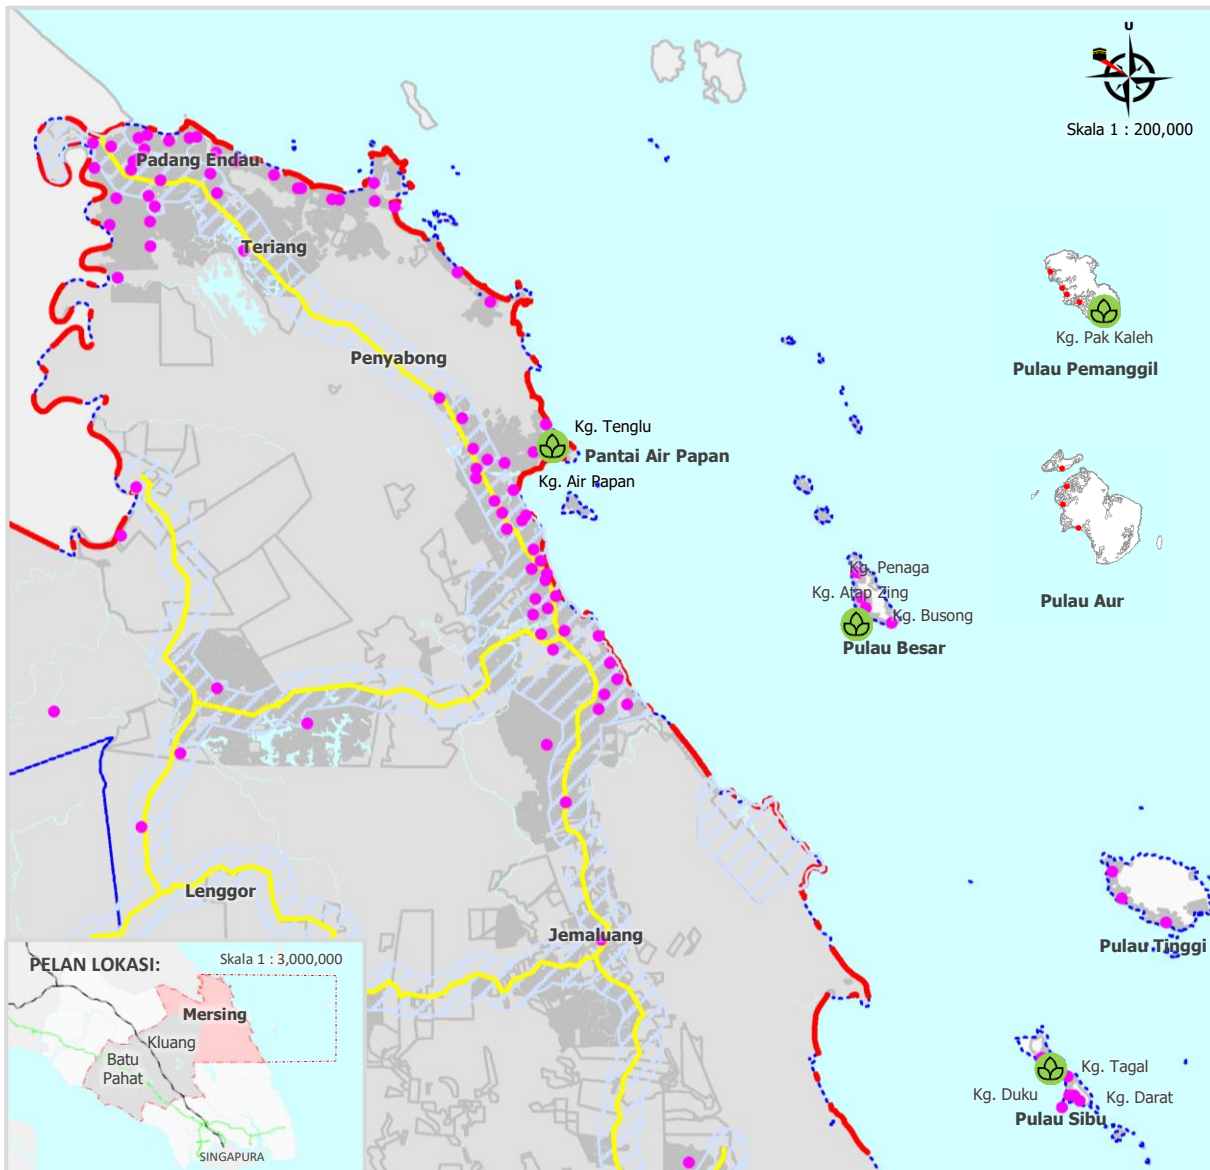 U
Skala 1 : 200,000
Padang Endau
Teriang
Penyabong
Kg. Pak Kaleh
Pulau Pemanggil
Kg. Tenglu
Pantai Air Papan
Kg. Air Papan
Kg. Penaga
Kg. Atap Zing
Kg. Busong
Pulau Besar
Pulau Aur
Lenggor
Jemaluang
Pulau Tinggi
Kg. Tagal
Kg. Duku
Kg. Darat
Pulau Sibu
PELAN LOKASI:
Skala 1 : 3,000,000
Mersing
Kluang
Batu
Pahat
SINGAPURA